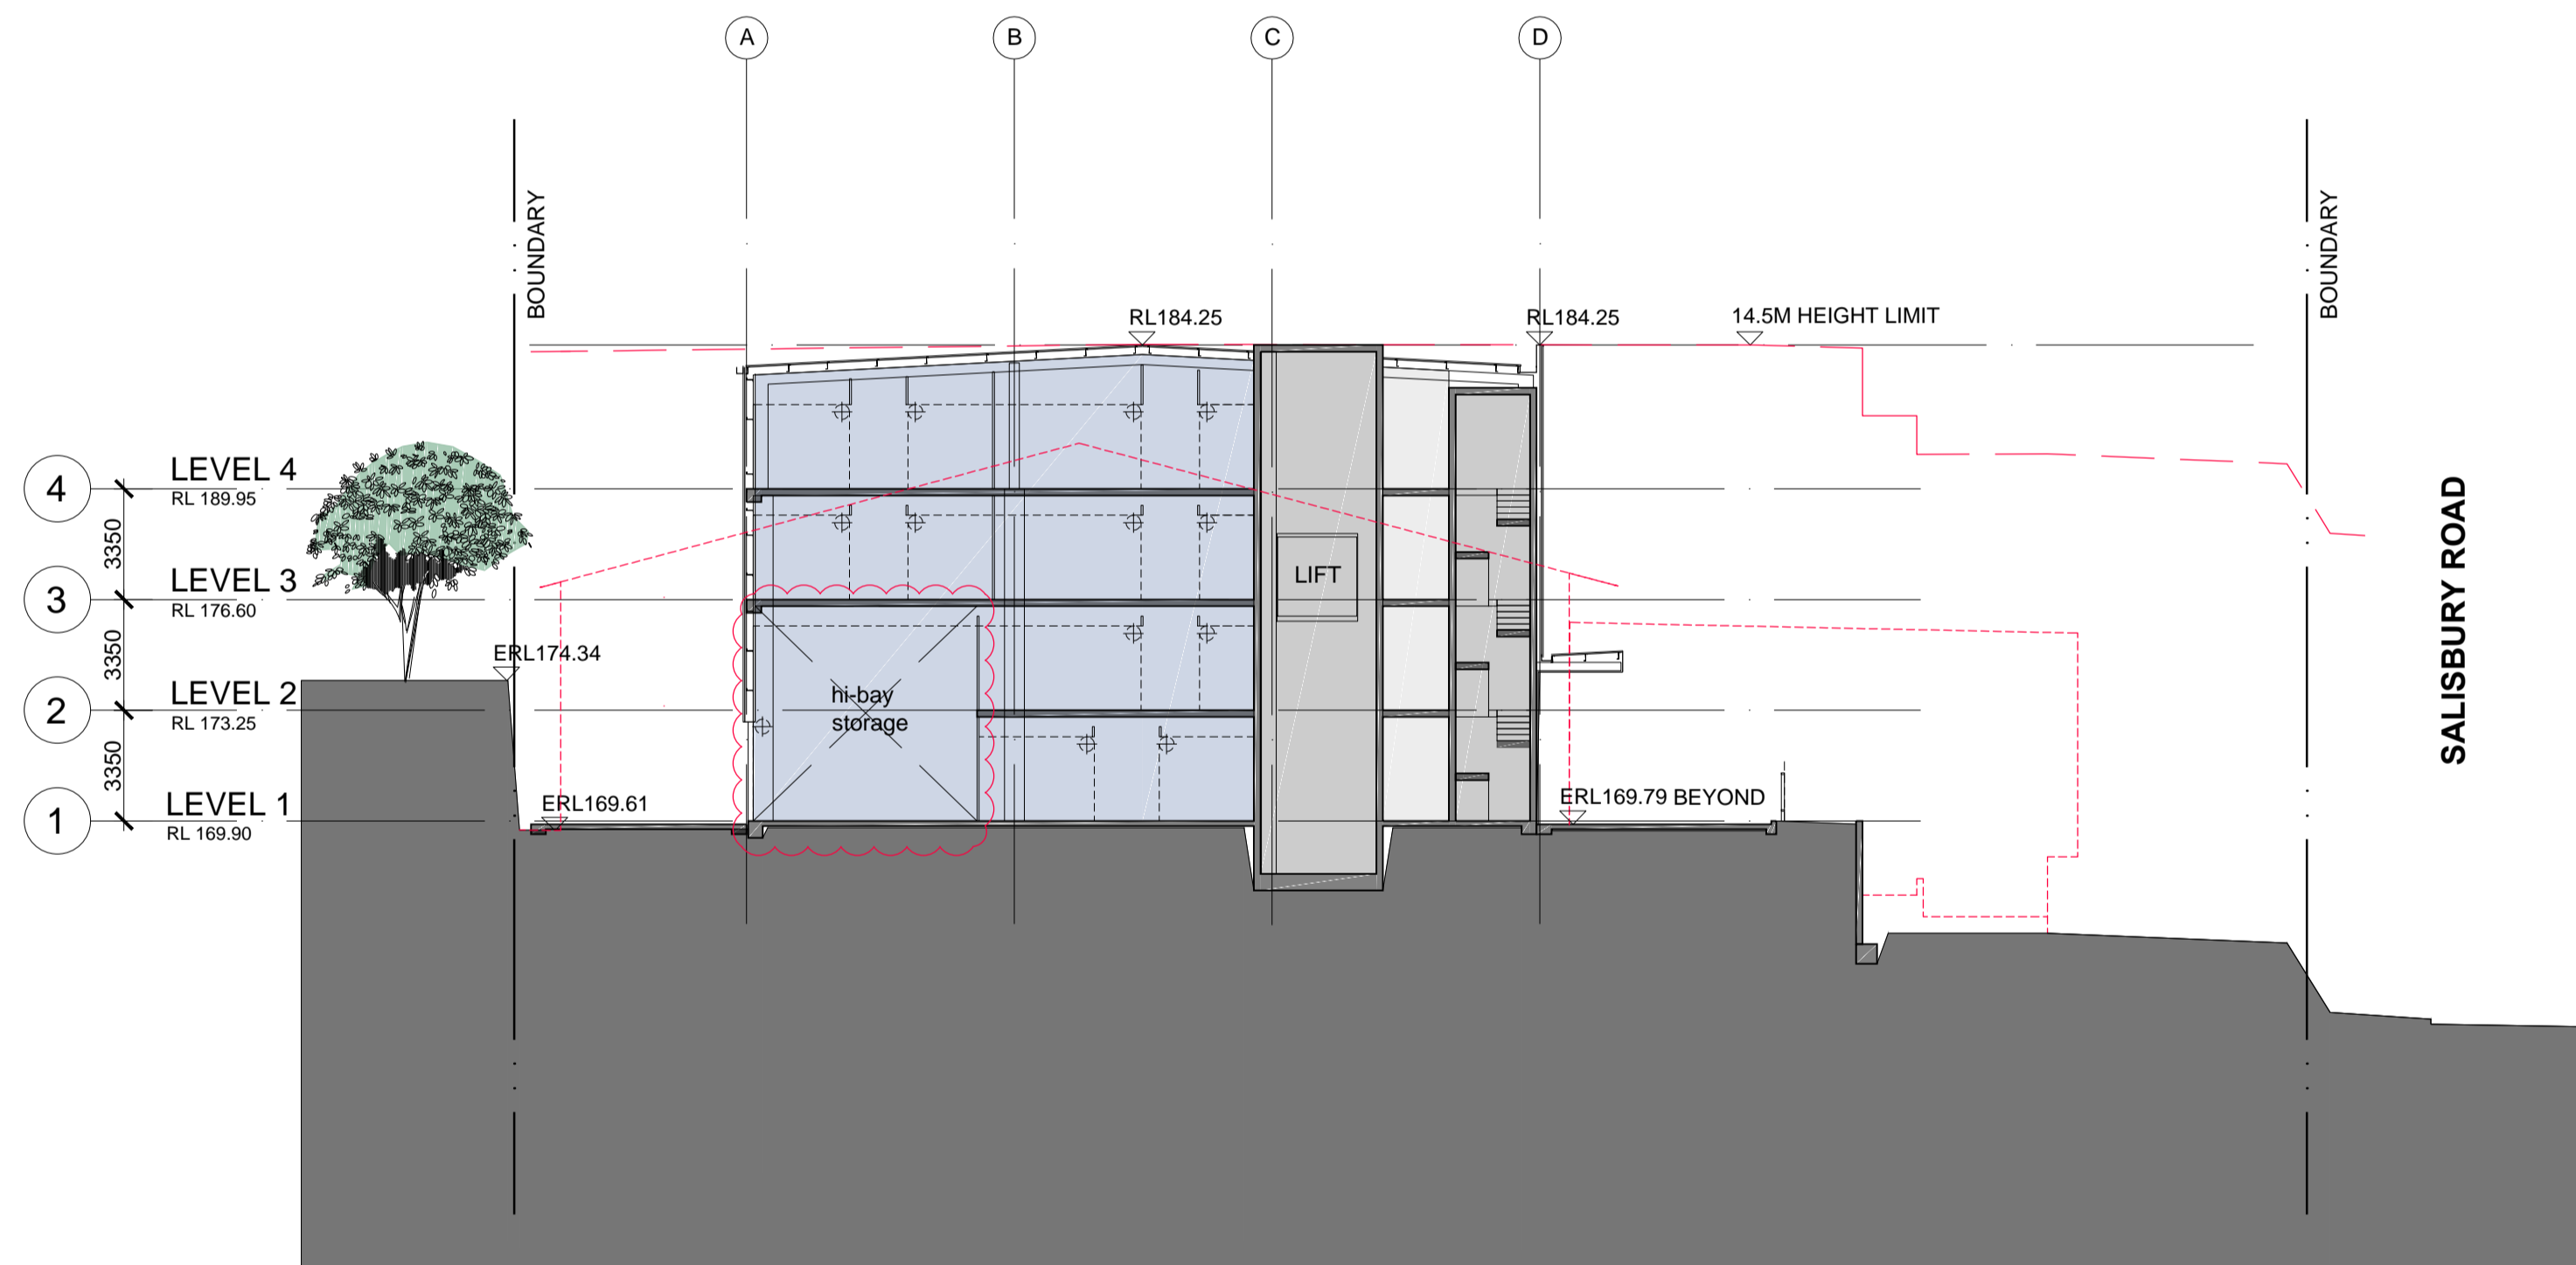 A
B
C
D
BOUNDARY
BOUNDARY
RL184.25
RL184.25
14.5M HEIGHT LIMIT
4
LEVEL 4
RL 189.95
3350
3
LEVEL 3
RL 176.60
LIFT
3350
ERL174.34
2
LEVEL 2
RL 173.25
hi-bay
storage
3350
1
LEVEL 1
RL 169.90
ERL169.61
ERL169.79 BEYOND
SALISBURY ROAD